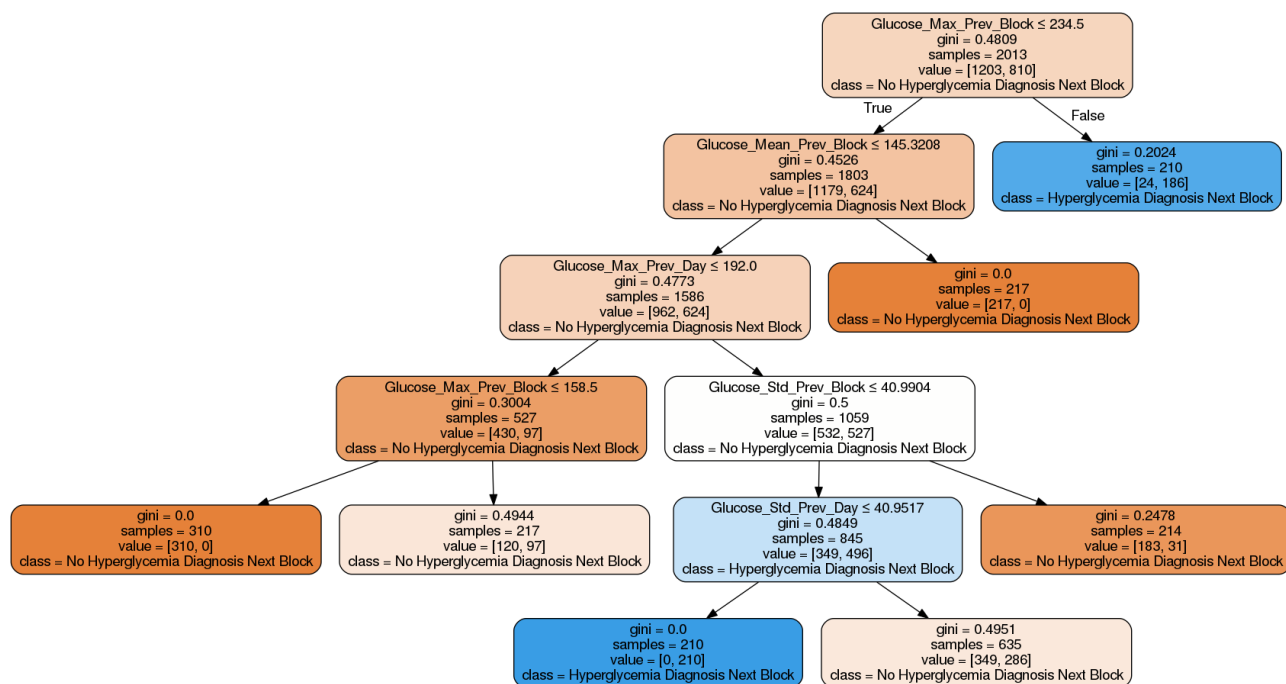 Glucose_Max_Prev_Block ≤ 234.5
gini = 0.4809
samples = 2013
value = [1203, 810]
class = No Hyperglycemia Diagnosis Next Block
True
False
Glucose_Mean_Prev_Block ≤ 145.3208
gini = 0.4526
samples = 1803
value = [1179, 624]
class = No Hyperglycemia Diagnosis Next Block
gini = 0.2024
samples = 210
value = [24, 186]
class = Hyperglycemia Diagnosis Next Block
Glucose_Max_Prev_Day ≤ 192.0
gini = 0.4773
samples = 1586
value = [962, 624]
class = No Hyperglycemia Diagnosis Next Block
gini = 0.0
samples = 217
value = [217, 0]
class = No Hyperglycemia Diagnosis Next Block
Glucose_Max_Prev_Block ≤ 158.5
gini = 0.3004
samples = 527
value = [430, 97]
class = No Hyperglycemia Diagnosis Next Block
Glucose_Std_Prev_Block ≤ 40.9904
gini = 0.5
samples = 1059
value = [532, 527]
class = No Hyperglycemia Diagnosis Next Block
gini = 0.0
samples = 310
value = [310, 0]
class = No Hyperglycemia Diagnosis Next Block
gini = 0.4944
samples = 217
value = [120, 97]
class = No Hyperglycemia Diagnosis Next Block
Glucose_Std_Prev_Day ≤ 40.9517
gini = 0.4849
samples = 845
value = [349, 496]
class = Hyperglycemia Diagnosis Next Block
gini = 0.2478
samples = 214
value = [183, 31]
class = No Hyperglycemia Diagnosis Next Block
gini = 0.0
samples = 210
value = [0, 210]
class = Hyperglycemia Diagnosis Next Block
gini = 0.4951
samples = 635
value = [349, 286]
class = No Hyperglycemia Diagnosis Next Block